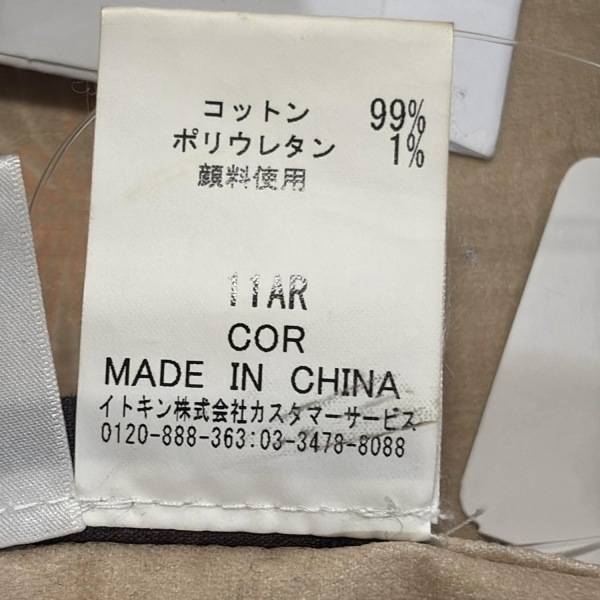 コットン 99%
ポリウレタン 1%
顔料使用
11AR
COR
MADE IN CHINA
イトキン株式会社カスタマーサービス
0120-888-363:03-3478-8088